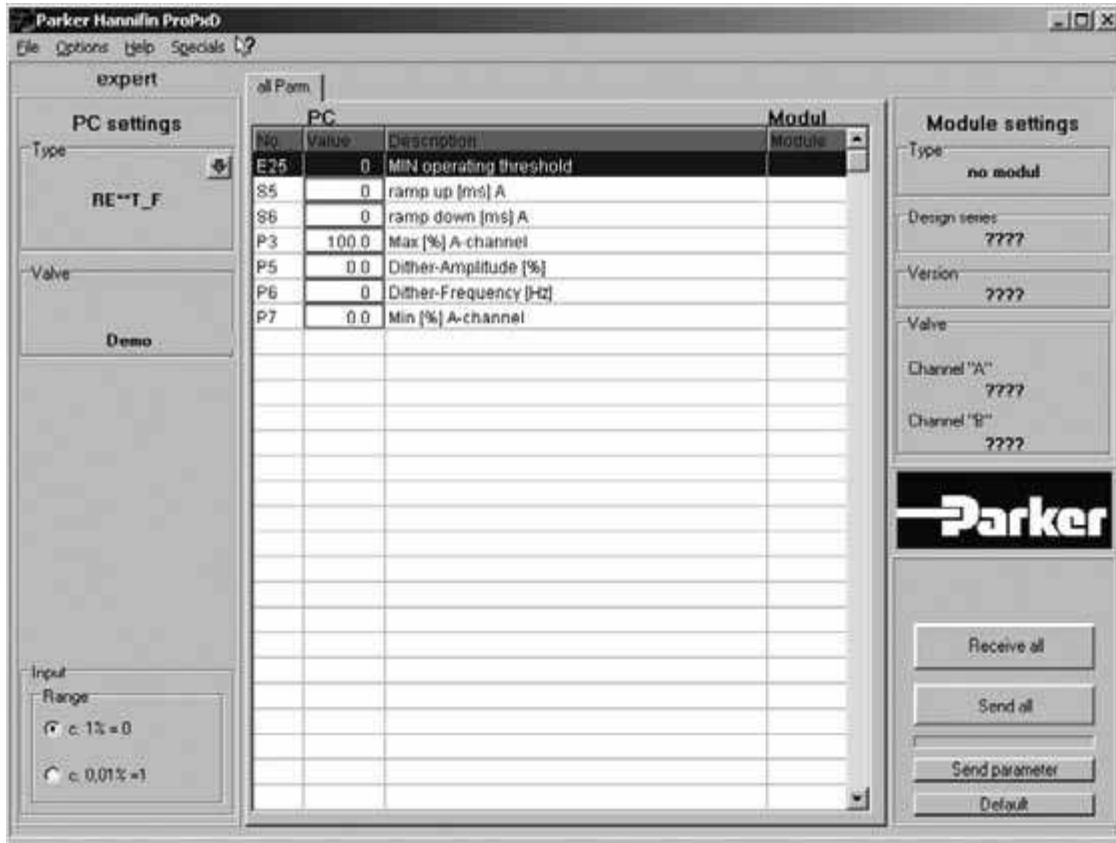 Parker Hannifin ProPxD
File Options Help Specials ?
expert
PC settings
Type
RE**T_F
Valve
Demo
Input
Range
c: 1% = 0
c: 0,01% =1
all Parm.
PC Modul
No. Value Description Module
E25 0 MIN operating threshold
S5 0 ramp up [ms] A
S6 0 ramp down [ms] A
P3 100.0 Max [%] A-channel
P5 0.0 Dither-Amplitude [%]
P6 0 Dither-Frequency [Hz]
P7 0.0 Min [%] A-channel
Module settings
Type
no modul
Design series
????
Version
????
Valve
Channel "A"
????
Channel "B"
????
Parker
Receive all
Send all
Send parameter
Default